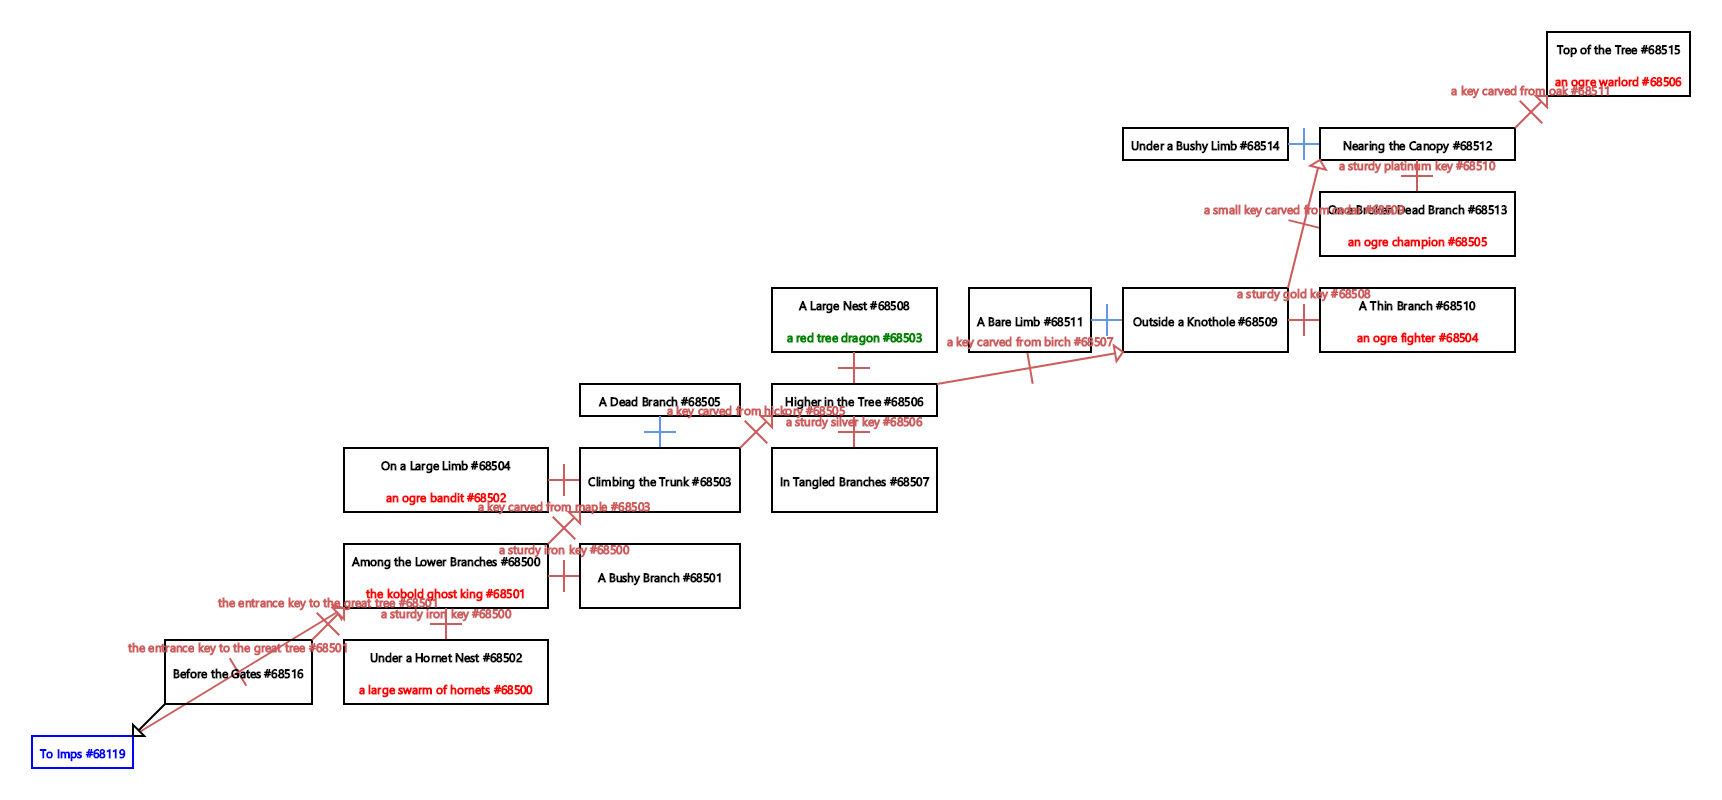 Top of the Tree #68515
an ogre warlord #68506
a key carved from oak #68511
Under a Bushy Limb #68514
Nearing the Canopy #68512
a sturdy platinum key #68510
a small key carved from cedar #68509
On a Broken Dead Branch #68513
an ogre champion #68505
A Large Nest #68508
a red tree dragon #68503
A Bare Limb #68511
Outside a Knothole #68509
a sturdy gold key #68508
A Thin Branch #68510
an ogre fighter #68504
a key carved from birch #68507
A Dead Branch #68505
Higher in the Tree #68506
a key carved from hickory #68505
a sturdy silver key #68506
On a Large Limb #68504
an ogre bandit #68502
Climbing the Trunk #68503
In Tangled Branches #68507
a key carved from maple #68503
a sturdy iron key #68500
Among the Lower Branches #68500
the kobold ghost king #68501
A Bushy Branch #68501
the entrance key to the great tree #68501
a sturdy iron key #68500
the entrance key to the great tree #68501
Before the Gates #68516
Under a Hornet Nest #68502
a large swarm of hornets #68500
To Imps #68119